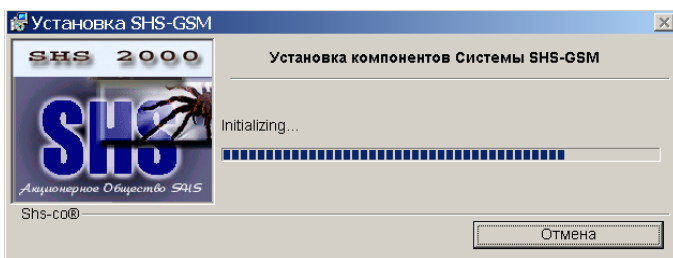 Установка SHS-GSM
SHS 2000
Установка компонентов Системы SHS-GSM
SHS
Initializing...
Акционерное Общество SHS
Shs-co®
Отмена